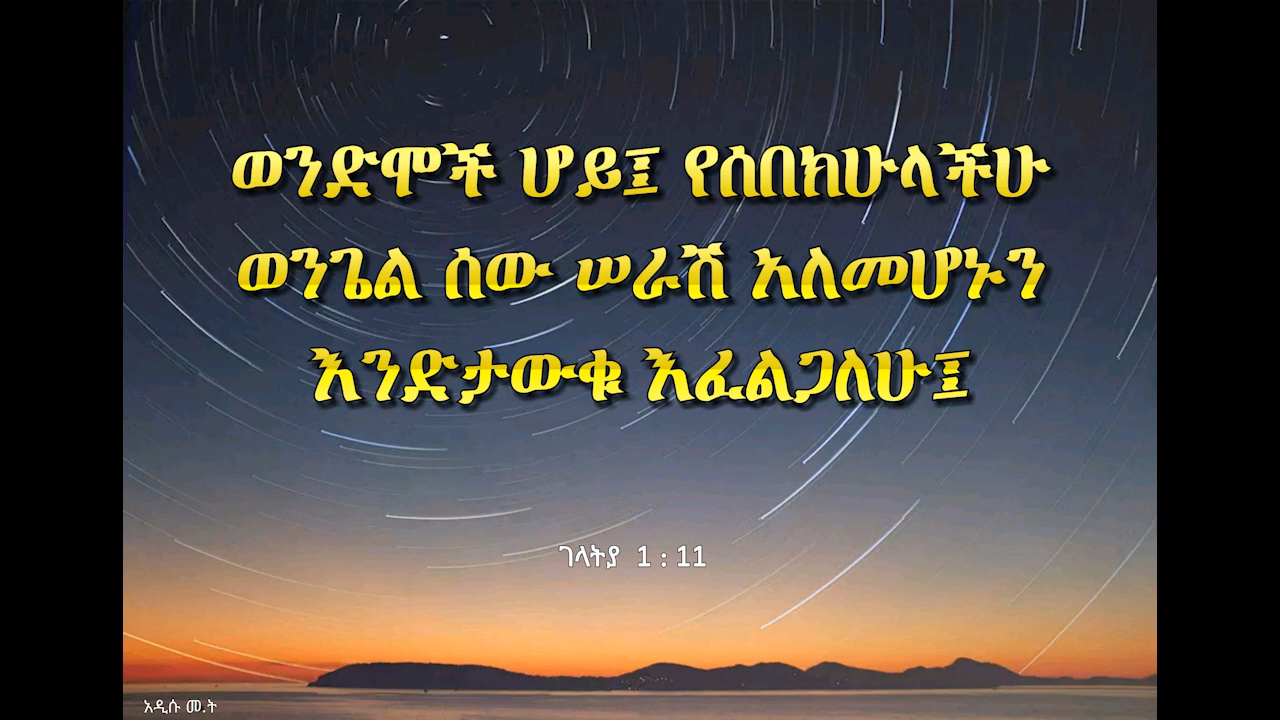 ወንድሞች ሆይ፤ የሰበክሁላችሁ
ወንጌል ሰው ሠራሽ አለመሆኑን
እንድታውቁ እፈልጋለሁ፤
ገላትያ 1 : 11
አዲሱ መ.ት